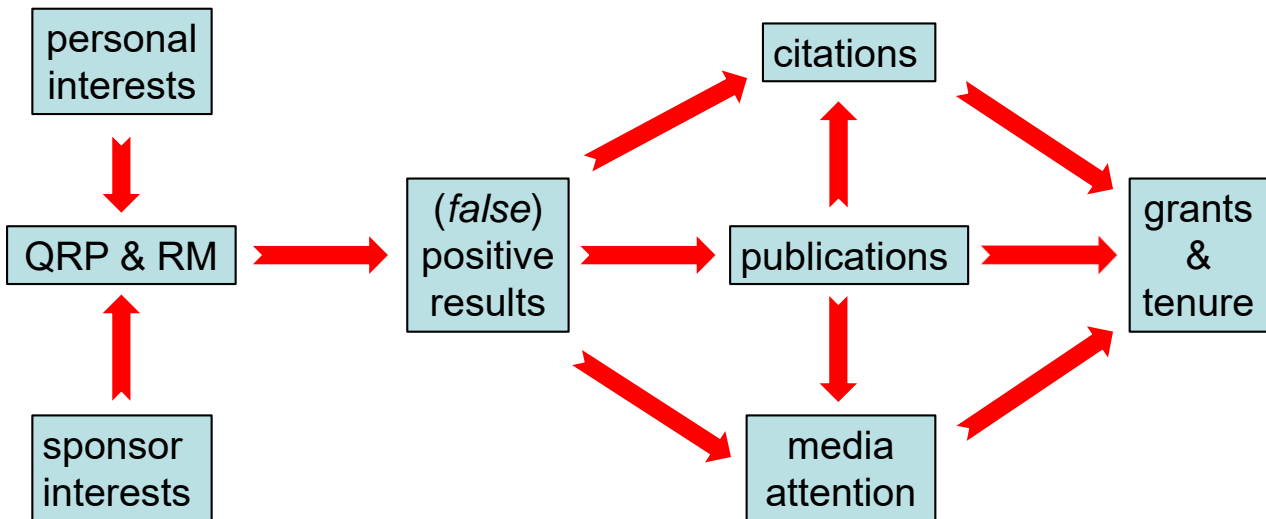 personal
interests
QRP & RM
sponsor
interests
(false)
positive
results
citations
publications
media
attention
grants
&
tenure